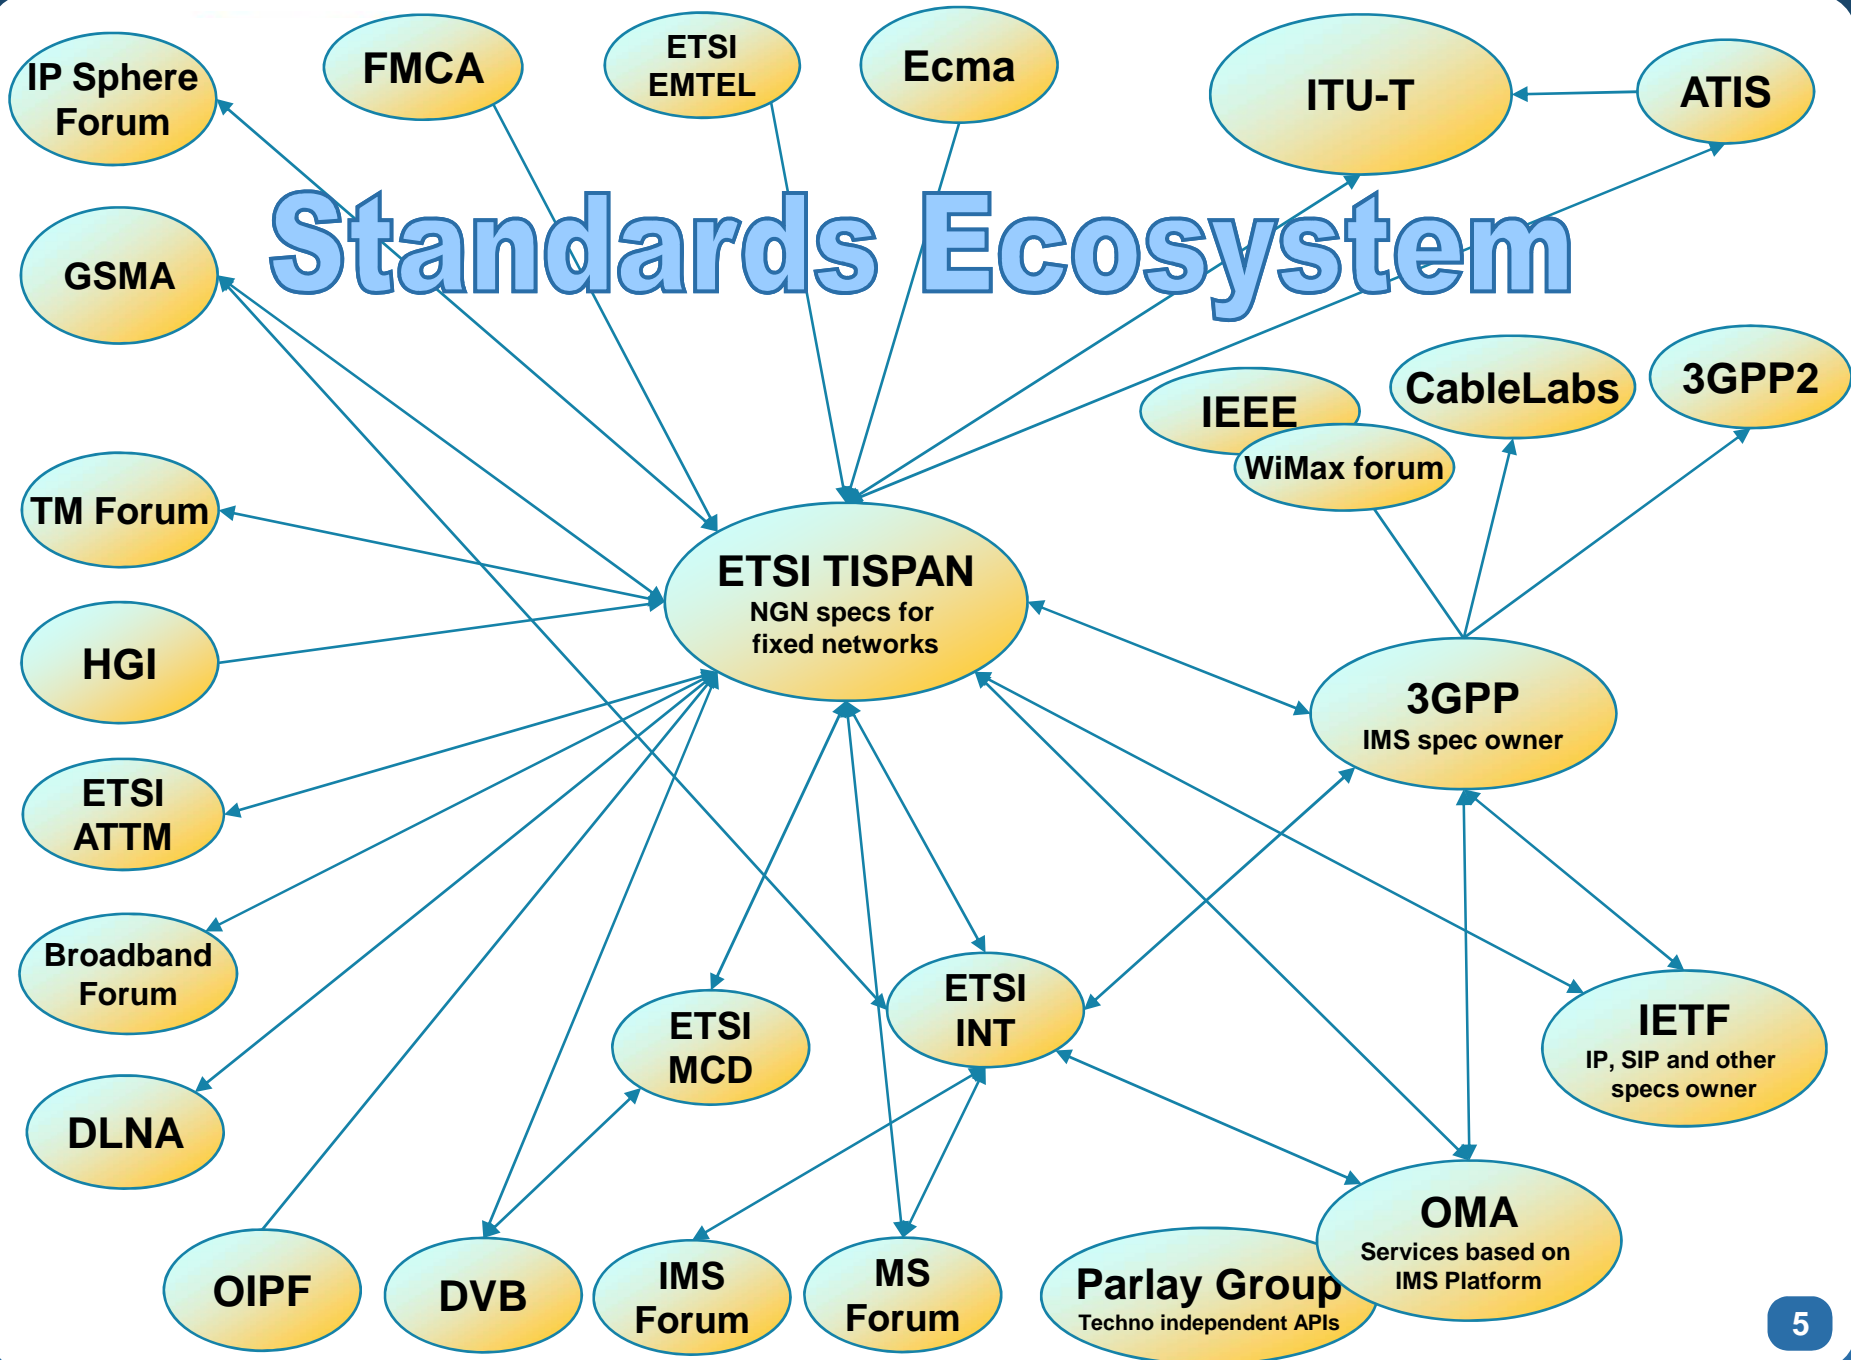 IP Sphere
Forum
FMCA
ETSI
EMTEL
Ecma
ITU-T
ATIS
Standards Ecosystem
GSMA
IEEE
WiMax forum
CableLabs
3GPP2
TM Forum
ETSI TISPAN
NGN specs for
fixed networks
HGI
3GPP
IMS spec owner
ETSI
ATTM
Broadband
Forum
ETSI
MCD
ETSI
INT
IETF
IP, SIP and other
specs owner
DLNA
OIPF
DVB
IMS
Forum
MS
Forum
Parlay Group
Techno independent APIs
OMA
Services based on
IMS Platform
5